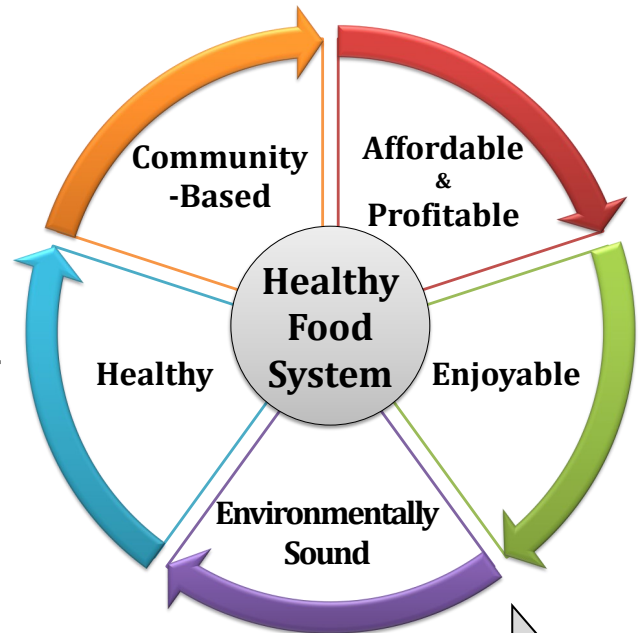 Community
-Based
Affordable
&
Profitable
Healthy
Food
System
Healthy
Enjoyable
Environmentally
Sound